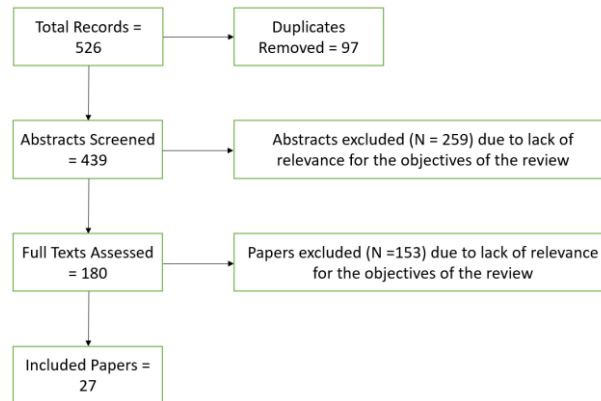 Total Records =
526
Duplicates
Removed = 97
Abstracts Screened
= 439
Abstracts excluded (N = 259) due to lack of
relevance for the objectives of the review
Full Texts Assessed
= 180
Papers excluded (N =153) due to lack of relevance
for the objectives of the review
Included Papers =
27